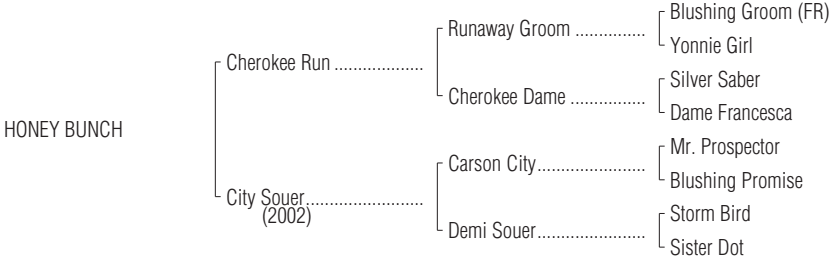 Blushing Groom (FR)
Runaway Groom ...............
Yonnie Girl
Cherokee Run ...................
Silver Saber
Cherokee Dame ................
Dame Francesca
HONEY BUNCH
Mr. Prospector
Carson City.......................
Blushing Promise
City Souer.........................
(2002)
Storm Bird
Demi Souer.......................
Sister Dot